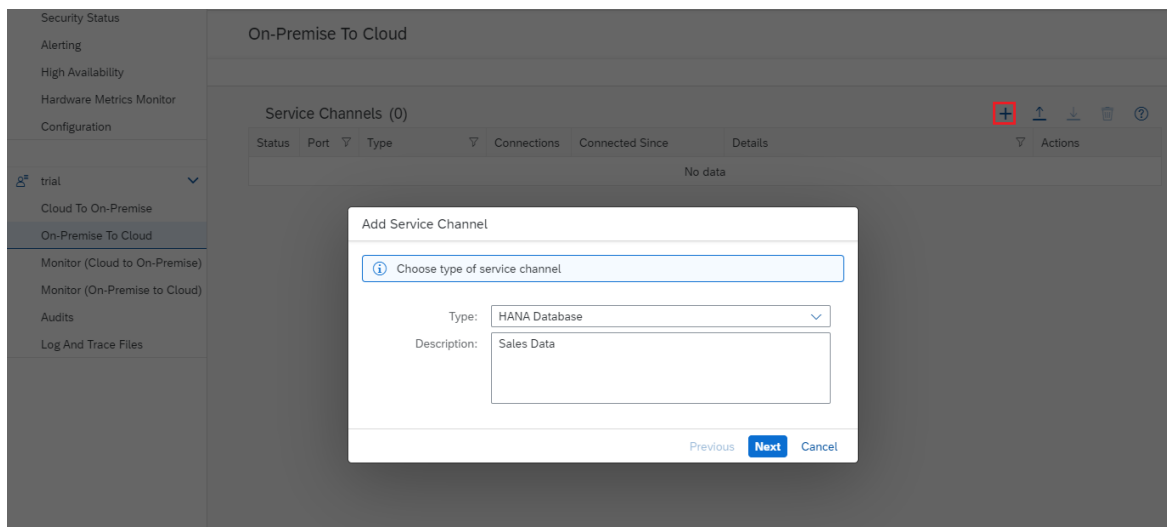 Security Status
Alerting
High Availability
Hardware Metrics Monitor
Configuration
trial
Cloud To On-Premise
On-Premise To Cloud
Monitor (Cloud to On-Premise)
Monitor (On-Premise to Cloud)
Audits
Log And Trace Files
On-Premise To Cloud
Service Channels (0)
Status Port Type Connections Connected Since Details Actions
No data
Add Service Channel
Choose type of service channel
Type: HANA Database
Description: Sales Data
Previous Next Cancel